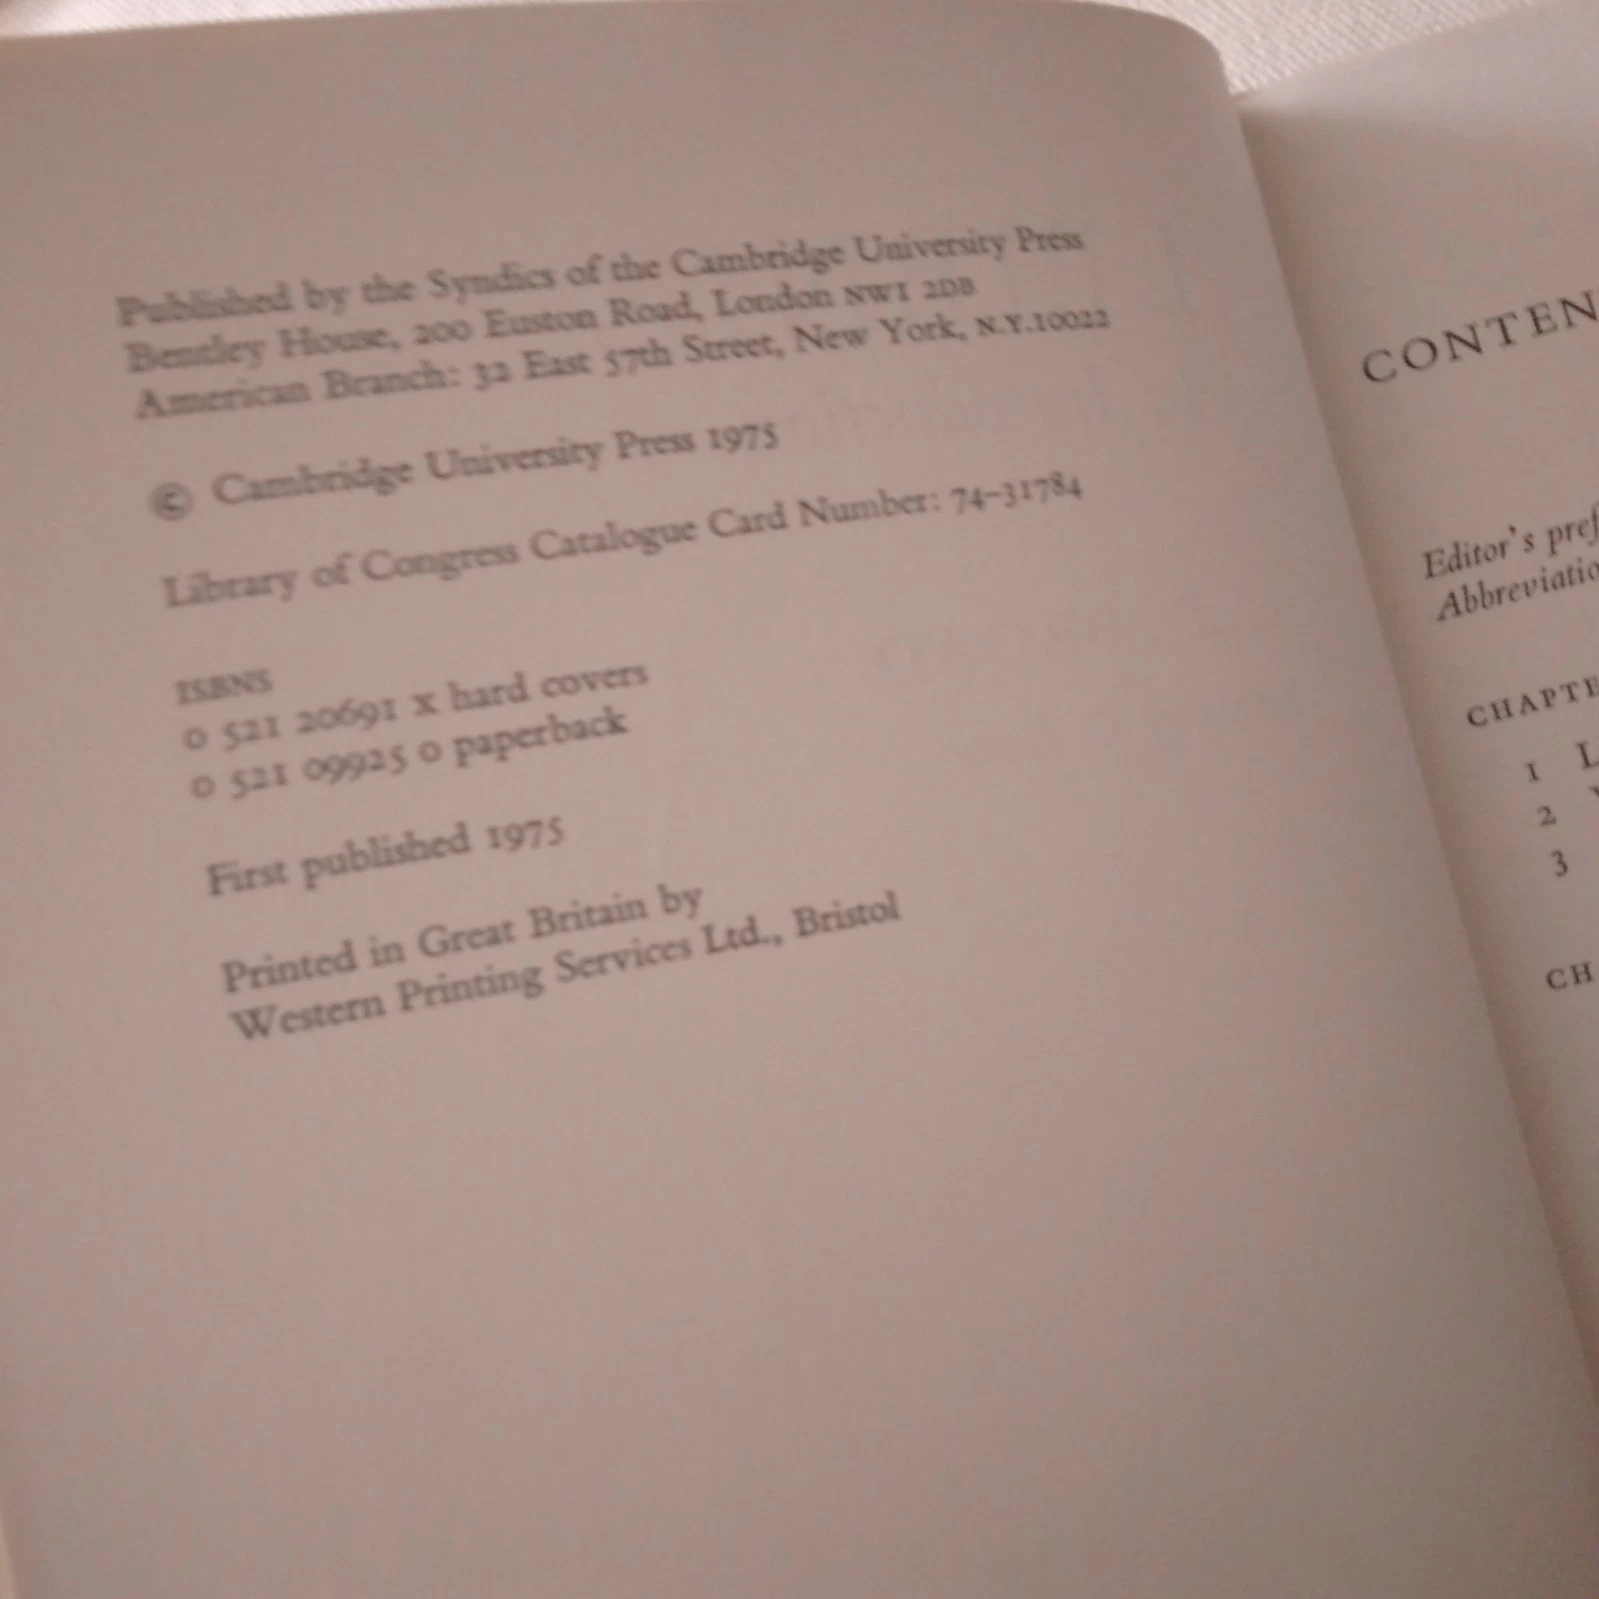 Published by the Syndics of the Cambridge University Press
Bentley House, 200 Euston Road, London NW1 2DB
American Branch: 32 East 57th Street, New York, N.Y.10022
© Cambridge University Press 1975
Library of Congress Catalogue Card Number: 74-31784
ISBNS
0 521 20691 X hard covers
0 521 09925 0 paperback
First published 1975
Printed in Great Britain by
Western Printing Services Ltd., Bristol
CONTEN
Editor's pref
Abbreviatio
CHAPTE
1 L
2
3
CH